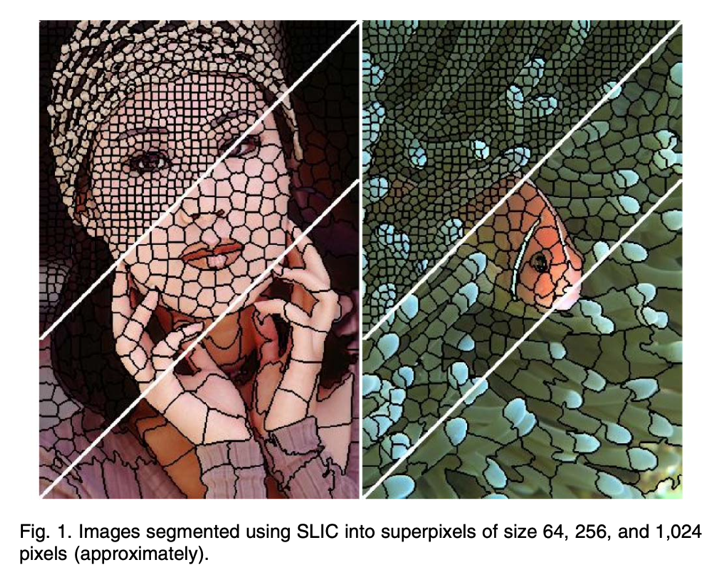 Fig. 1. Images segmented using SLIC into superpixels of size 64, 256, and 1,024
pixels (approximately).